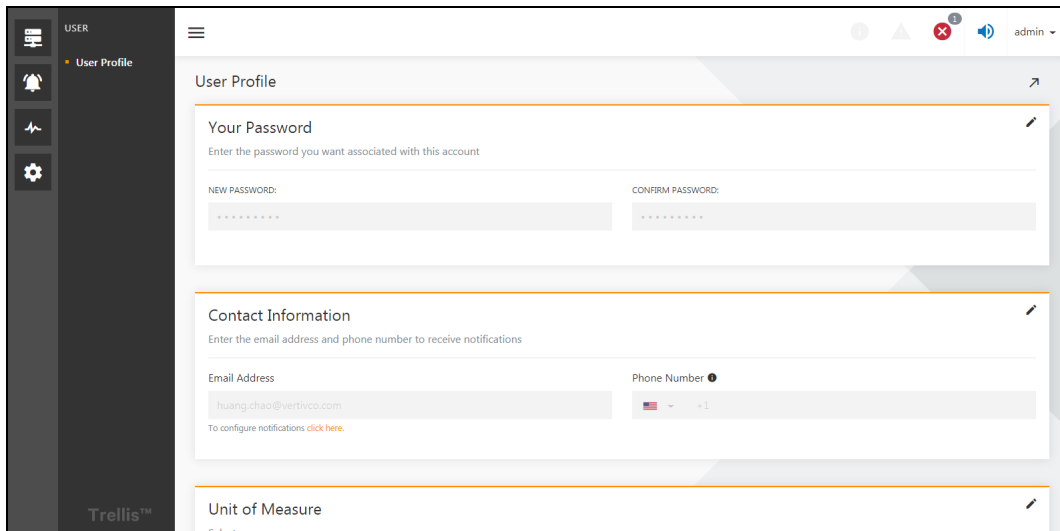 USER
User Profile
1
admin
User Profile
Your Password
Enter the password you want associated with this account
NEW PASSWORD: CONFIRM PASSWORD:
••••••••• •••••••••
Contact Information
Enter the email address and phone number to receive notifications
Email Address Phone Number
huang.chao@vertivco.com +1
To configure notifications click here.
Unit of Measure
Trellis™